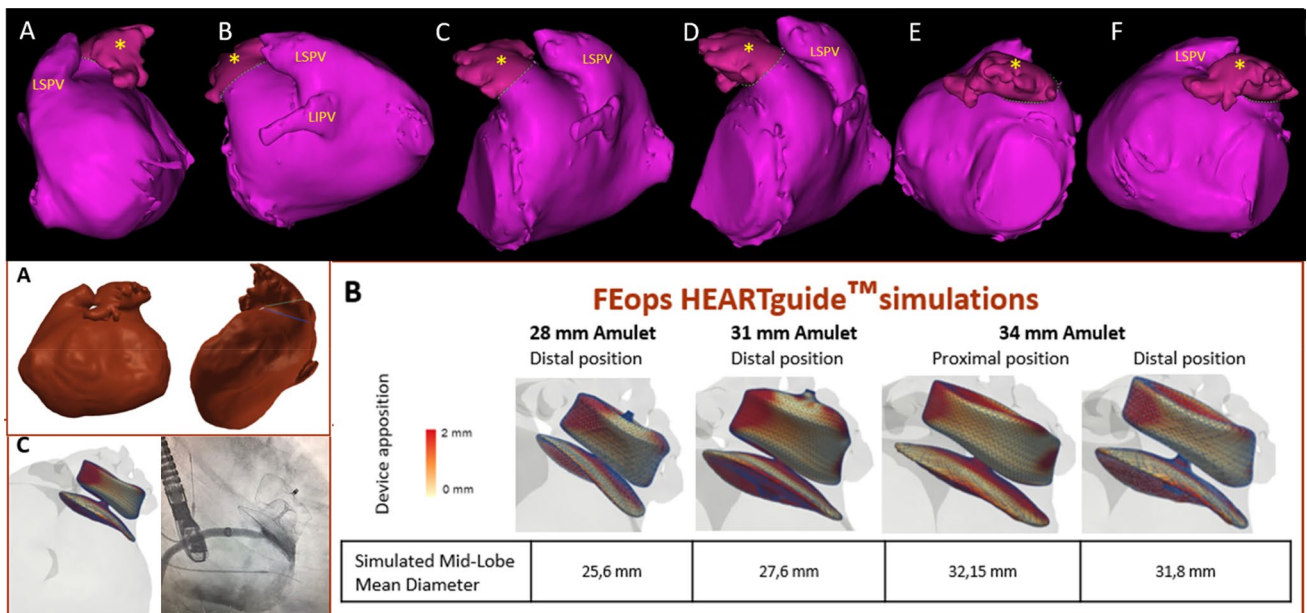 A
B
C
D
E
F
*
*
*
*
*
*
LSPV
LSPV
LIPV
LSPV
LSPV
LSPV
A
B
FEops HEARTguide™ simulations
28 mm Amulet
31 mm Amulet
34 mm Amulet
Distal position
Distal position
Proximal position
Distal position
Device apposition
2 mm
0 mm
C
Simulated Mid-Lobe
Mean Diameter
25,6 mm
27,6 mm
32,15 mm
31,8 mm